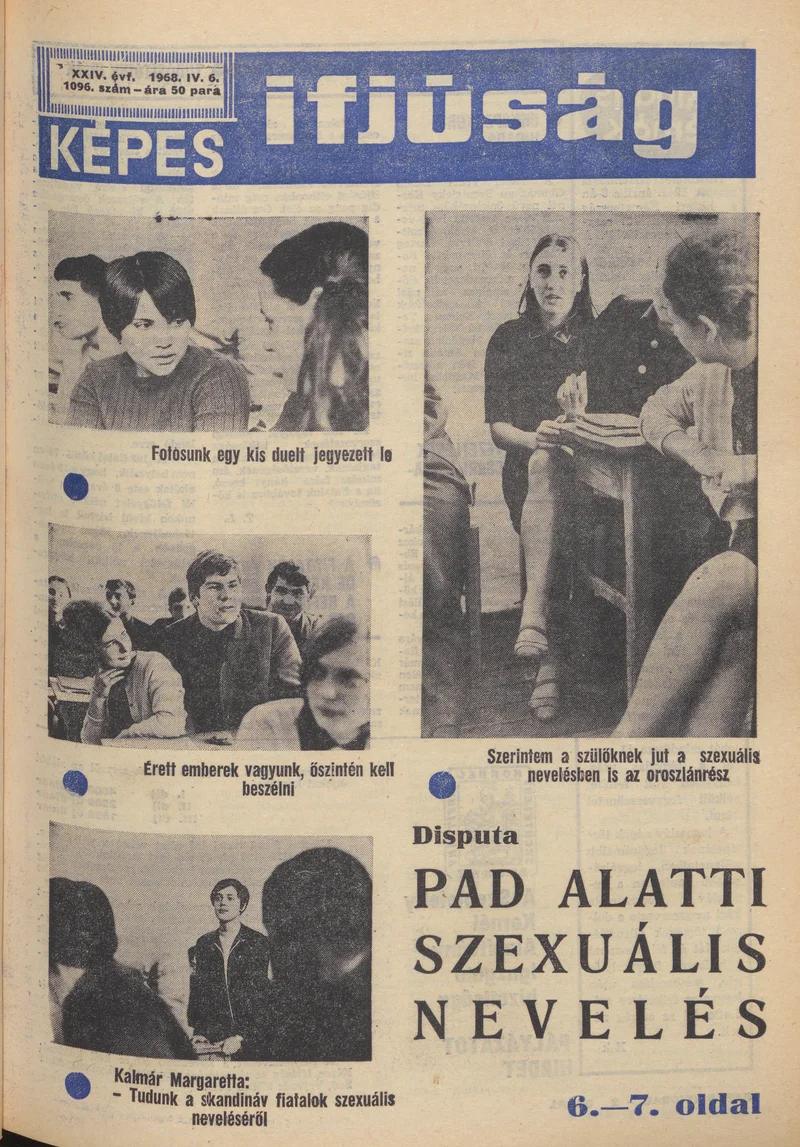 XXIV. évf. 1968. IV. 6.
1096. szám – ára 50 para
KÉPES
ifjúság
Fotósunk egy kis duelt jegyezett le
Érett emberek vagyunk, őszintén kell
beszélni
Szerintem a szülőknek jut a szexuális
nevelésben is az oroszlánrész
Disputa
PAD ALATTI
SZEXUÁLIS
NEVELÉS
Kalmár Margaretta:
– Tudunk a skandináv fiatalok szexuális
neveléséről
6.—7. oldal